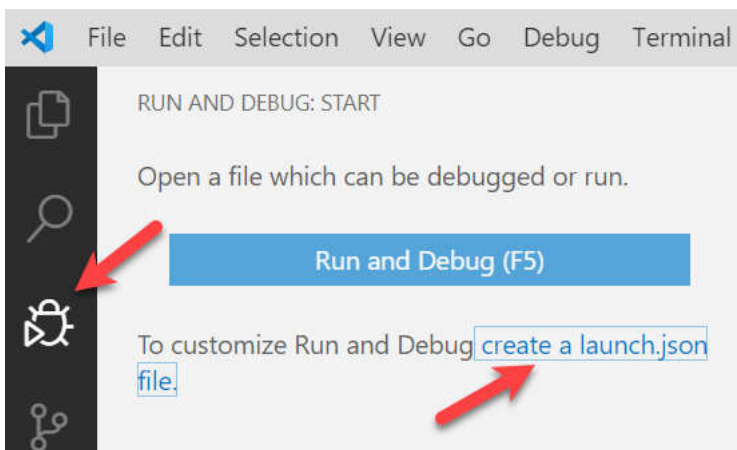 File Edit Selection View Go Debug Terminal
RUN AND DEBUG: START
Open a file which can be debugged or run.
Run and Debug (F5)
To customize Run and Debug create a launch.json
file.